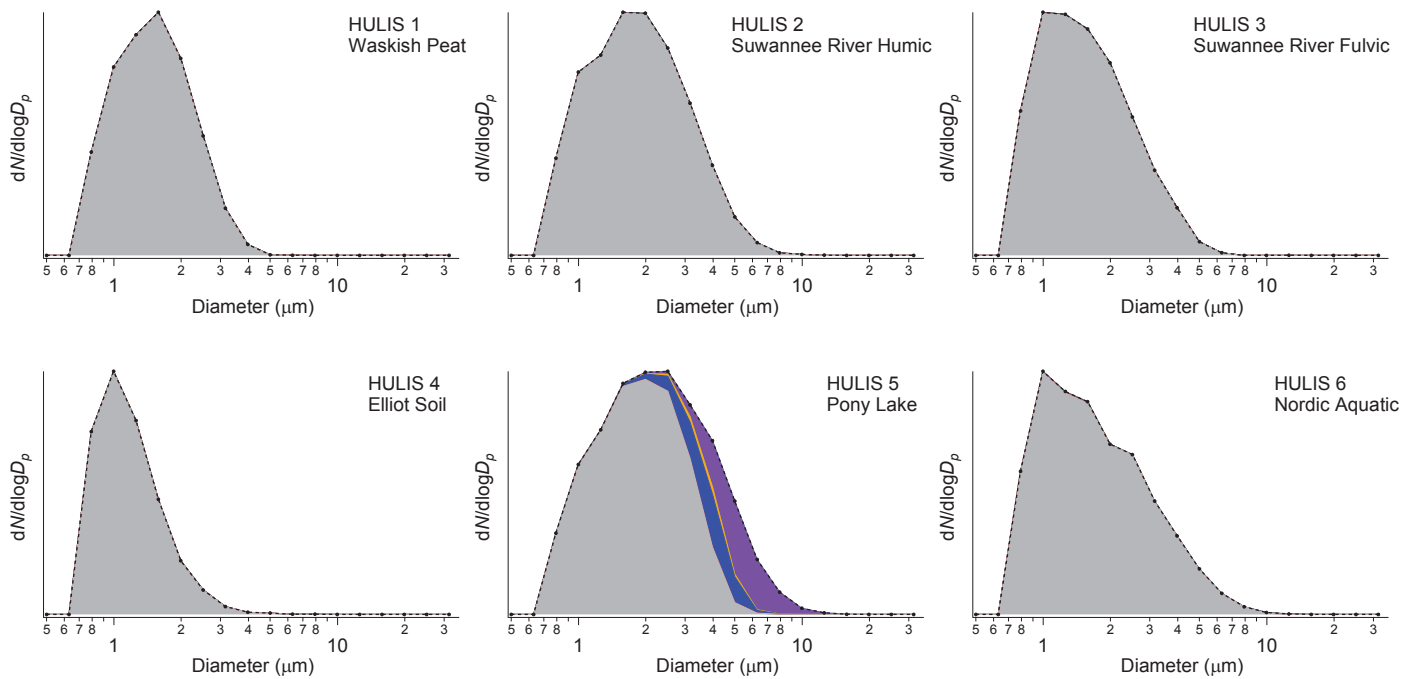 HULIS 1
Waskish Peat
dN/dlogDp
5 6 7 8 2 3 4 5 6 7 8 2 3
1 10
Diameter (μm)
HULIS 2
Suwannee River Humic
dN/dlogDp
5 6 7 8 2 3 4 5 6 7 8 2 3
1 10
Diameter (μm)
HULIS 3
Suwannee River Fulvic
dN/dlogDp
5 6 7 8 2 3 4 5 6 7 8 2 3
1 10
Diameter (μm)
HULIS 4
Elliot Soil
dN/dlogDp
5 6 7 8 2 3 4 5 6 7 8 2 3
1 10
Diameter (μm)
HULIS 5
Pony Lake
dN/dlogDp
5 6 7 8 2 3 4 5 6 7 8 2 3
1 10
Diameter (μm)
HULIS 6
Nordic Aquatic
dN/dlogDp
5 6 7 8 2 3 4 5 6 7 8 2 3
1 10
Diameter (μm)